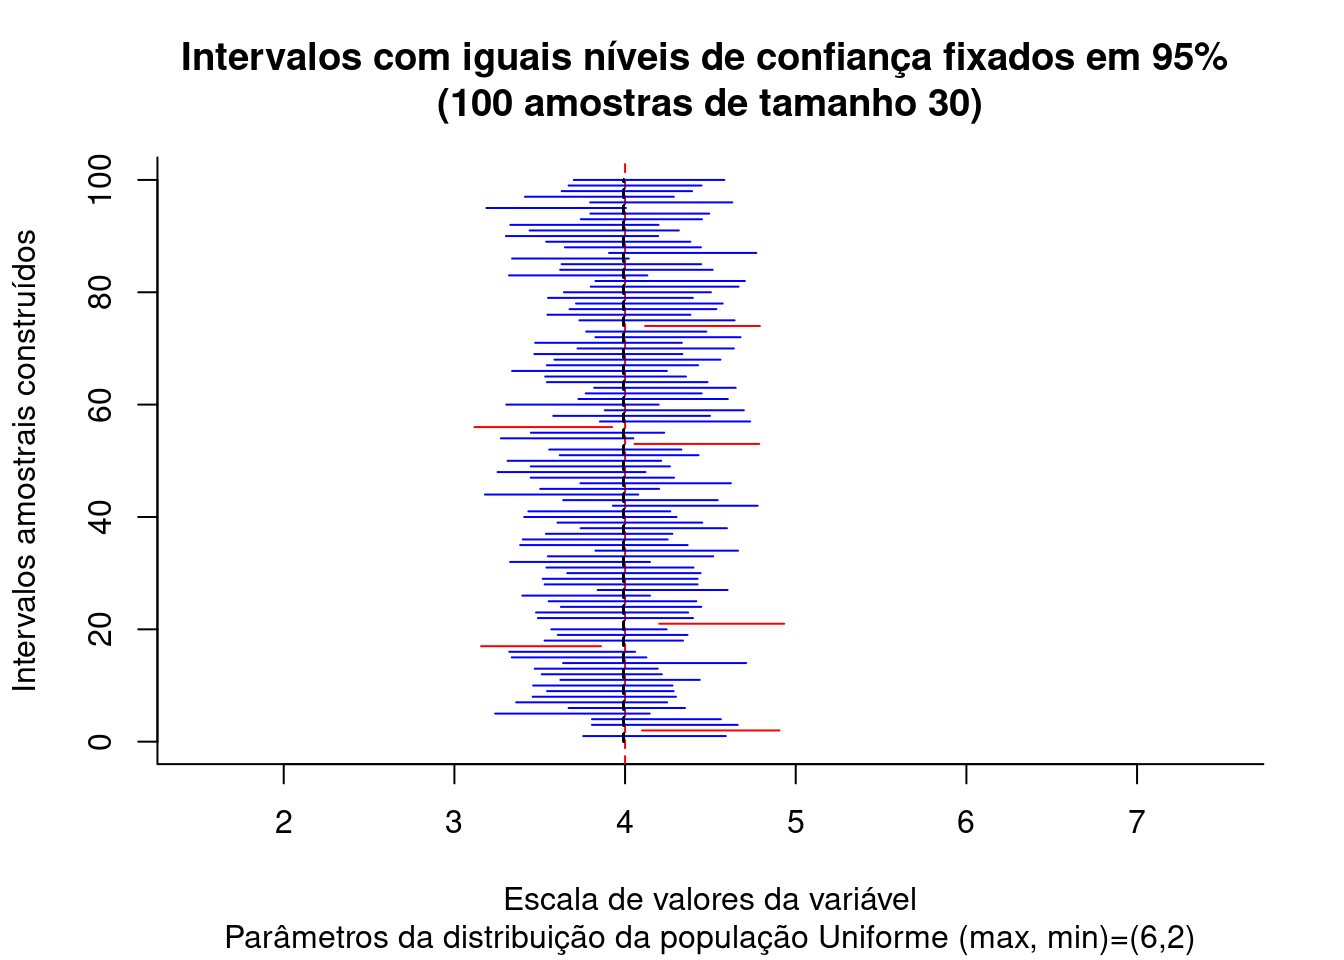 Intervalos com iguais níveis de confiança fixados em 95%
(100 amostras de tamanho 30)
Intervalos amostrais construídos
100
80
60
40
20
0
2 3 4 5 6 7
Escala de valores da variável
Parâmetros da distribuição da população Uniforme (max, min)=(6,2)